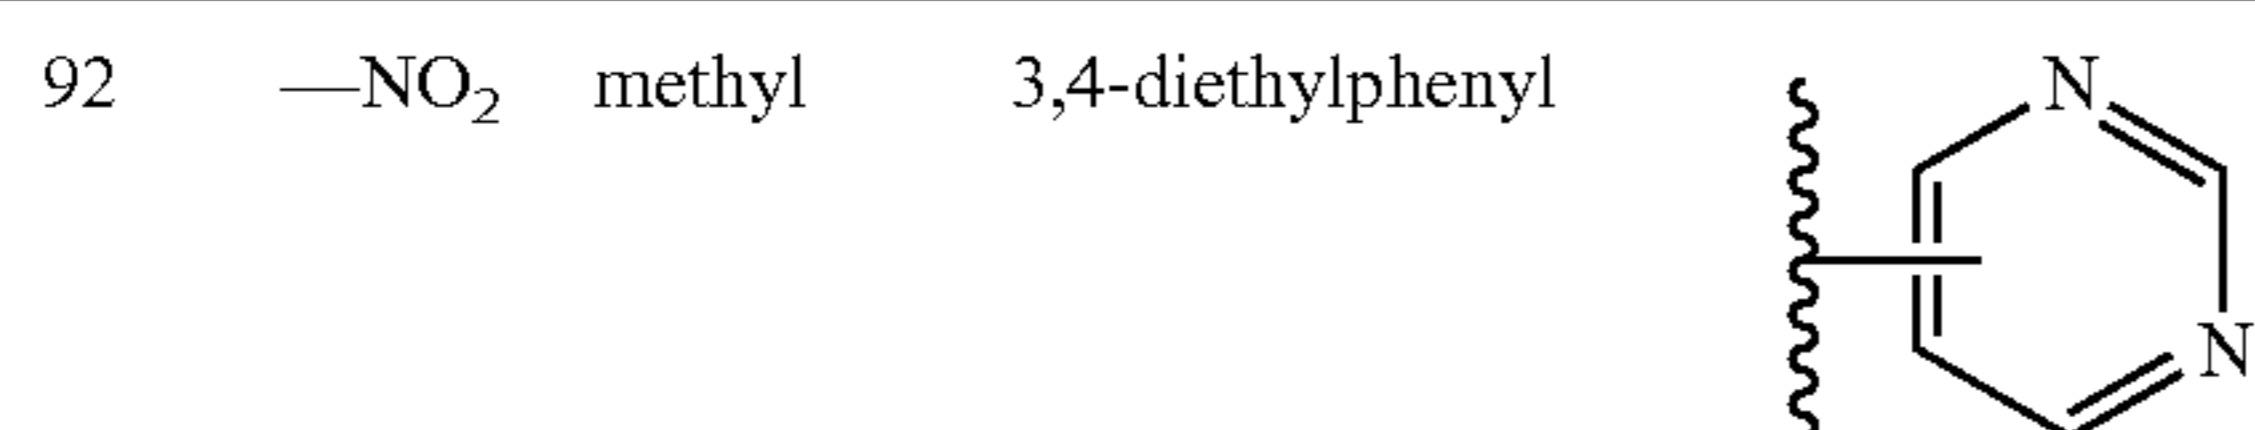 92 —NO₂ methyl 3,4-diethylphenyl N
N